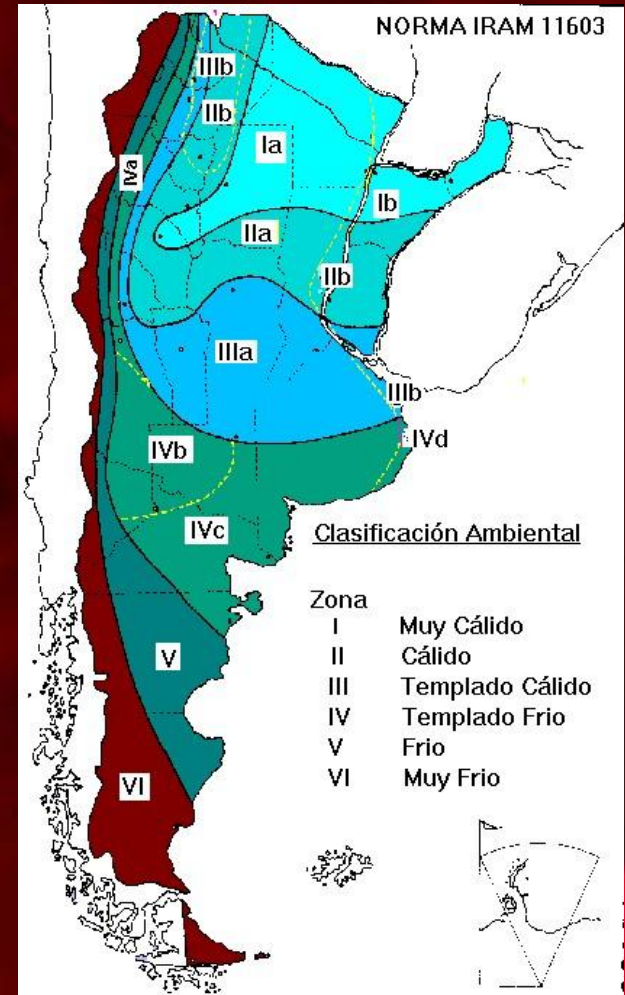 NORMA IRAM 11603
IIIb
IIb
Ia
IVa
Ib
IIa
IIb
IIIa
IIIb
IVd
IVb
IVc
Clasificación Ambiental
Zona
I Muy Cálido
II Cálido
III Templado Cálido
IV Templado Frio
V Frio
VI Muy Frio
V
VI